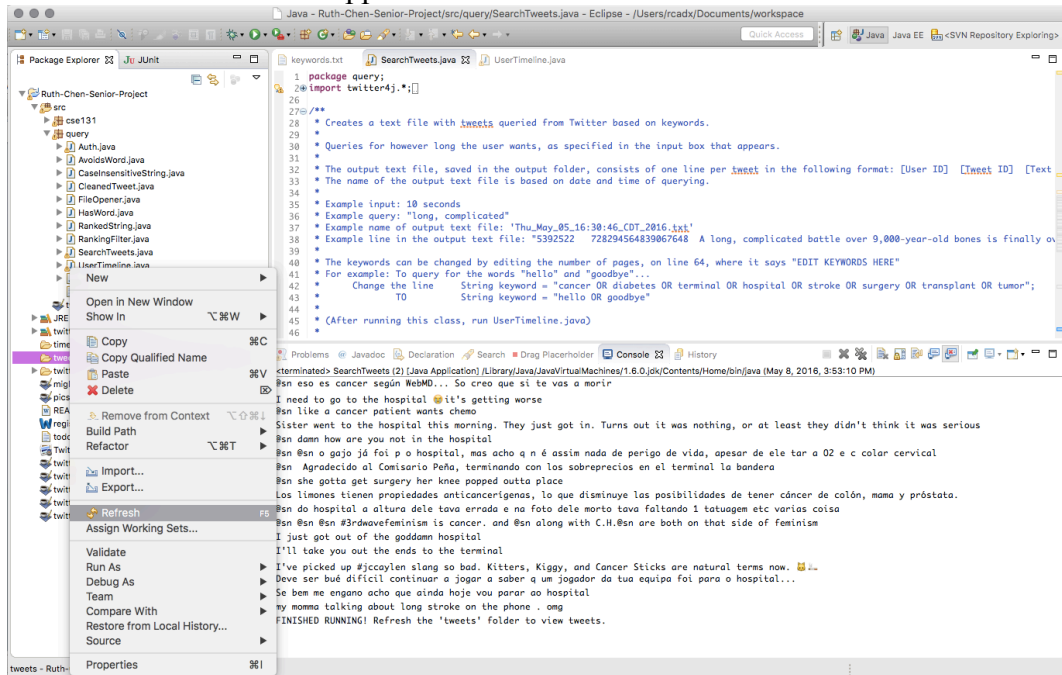 Java - Ruth-Chen-Senior-Project/src/query/SearchTweets.java - Eclipse - /Users/rcadx/Documents/workspace
Quick Access Java Java EE <SVN Repository Exploring>
Package Explorer JUnit
Ruth-Chen-Senior-Project
src
cse131
query
Auth.java
AvoidsWord.java
CaseInsensitiveString.java
CleanedTweet.java
FileOpener.java
HasWord.java
RankedString.java
RankingFilter.java
SearchTweets.java
UserTimeline.java
JRE
twitt
time
twee
twitt
migl
pics
REA
regi
todo
Twit
twitt
twitt
twitt
twitt
twitt
New
Open in New Window
Show In ⌥⌘W
Copy ⌘C
Copy Qualified Name
Paste ⌘V
Delete ⌦
Remove from Context ⌥⇧⌘↓
Build Path
Refactor ⌥⌘T
Import...
Export...
Refresh F5
Assign Working Sets...
Validate
Run As
Debug As
Team
Compare With
Restore from Local History...
Source
Properties ⌘I
tweets - Ruth-
keywords.txt SearchTweets.java UserTimeline.java
1 package query;
2 import twitter4j.*;
26
27 /**
28 * Creates a text file with tweets queried from Twitter based on keywords.
29 *
30 * Queries for however long the user wants, as specified in the input box that appears.
31 *
32 * The output text file, saved in the output folder, consists of one line per tweet in the following format: [User ID] [Tweet ID] [Text
33 * The name of the output text file is based on date and time of querying.
34 *
35 * Example input: 10 seconds
36 * Example query: "long, complicated"
37 * Example name of output text file: 'Thu_May_05_16:30:46_CDT_2016.txt'
38 * Example line in the output text file: "5392522 728294564839067648 A long, complicated battle over 9,000-year-old bones is finally ov
39 *
40 * The keywords can be changed by editing the number of pages, on line 64, where it says "EDIT KEYWORDS HERE"
41 * For example: To query for the words "hello" and "goodbye"...
42 * Change the line String keyword = "cancer OR diabetes OR terminal OR hospital OR stroke OR surgery OR transplant OR tumor";
43 * TO String keyword = "hello OR goodbye"
44 *
45 * (After running this class, run UserTimeline.java)
46 *
Problems Javadoc Declaration Search Drag Placeholder Console History
<terminated> SearchTweets (2) [Java Application] /Library/Java/JavaVirtualMachines/1.6.0.jdk/Contents/Home/bin/java (May 8, 2016, 3:53:10 PM)
@sn eso es cancer según WebMD... So creo que si te vas a morir
I need to go to the hospital 😂it's getting worse
@sn like a cancer patient wants chemo
Sister went to the hospital this morning. They just got in. Turns out it was nothing, or at least they didn't think it was serious
@sn damn how are you not in the hospital
@sn @sn o gajo já foi p o hospital, mas acho q n é assim nada de perigo de vida, apesar de ele tar a O2 e c colar cervical
@sn Agradecido al Comisario Peña, terminando con los sobreprecios en el terminal la bandera
@sn she gotta get surgery her knee popped outta place
Los limones tienen propiedades anticancerígenas, lo que disminuye las posibilidades de tener cáncer de colón, mama y próstata.
@sn do hospital a altura dele tava errada e na foto dele morto tava faltando 1 tatuagem etc varias coisa
@sn @sn @sn #3rdwavefeminism is cancer. and @sn along with C.H.@sn are both on that side of feminism
I just got out of the goddamn hospital
I'll take you out the ends to the terminal
I've picked up #jccaylen slang so bad. Kitters, Kiggy, and Cancer Sticks are natural terms now.
Deve ser bué difícil continuar a jogar a saber q um jogador da tua equipa foi para o hospital...
Se bem me engano acho que ainda hoje vou parar ao hospital
my momma talking about long stroke on the phone . omg
FINISHED RUNNING! Refresh the 'tweets' folder to view tweets.